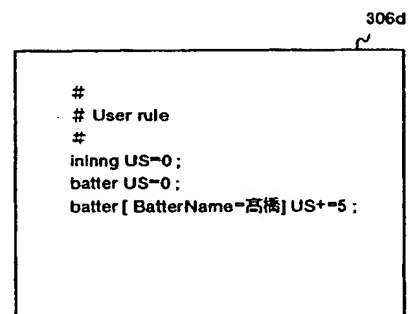 306d
#
# User rule
#
ininng US=0 ;
batter US=0 ;
batter [ BatterName=高橋] US+=5 ;